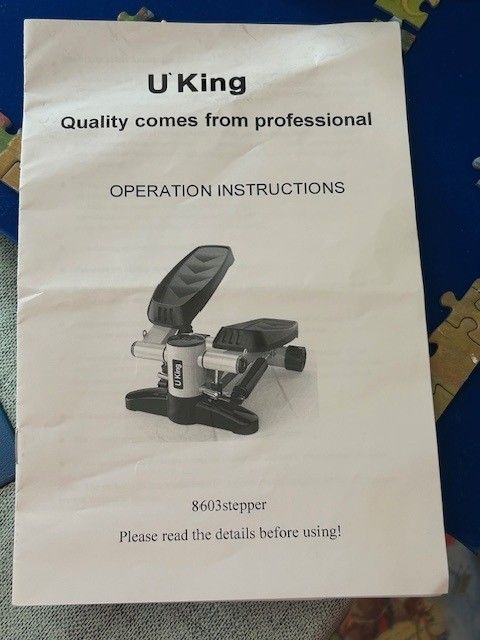 U`King
Quality comes from professional
OPERATION INSTRUCTIONS
U King
8603stepper
Please read the details before using!